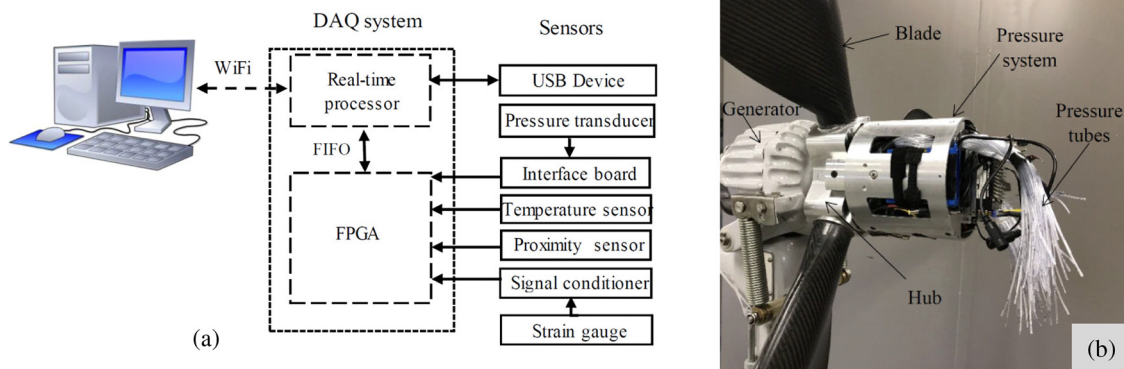 DAQ system
Sensors
WiFi
Real-time
processor
FIFO
FPGA
USB Device
Pressure transducer
Interface board
Temperature sensor
Proximity sensor
Signal conditioner
Strain gauge
(a)
Blade
Pressure
system
Generator
Pressure
tubes
Hub
(b)